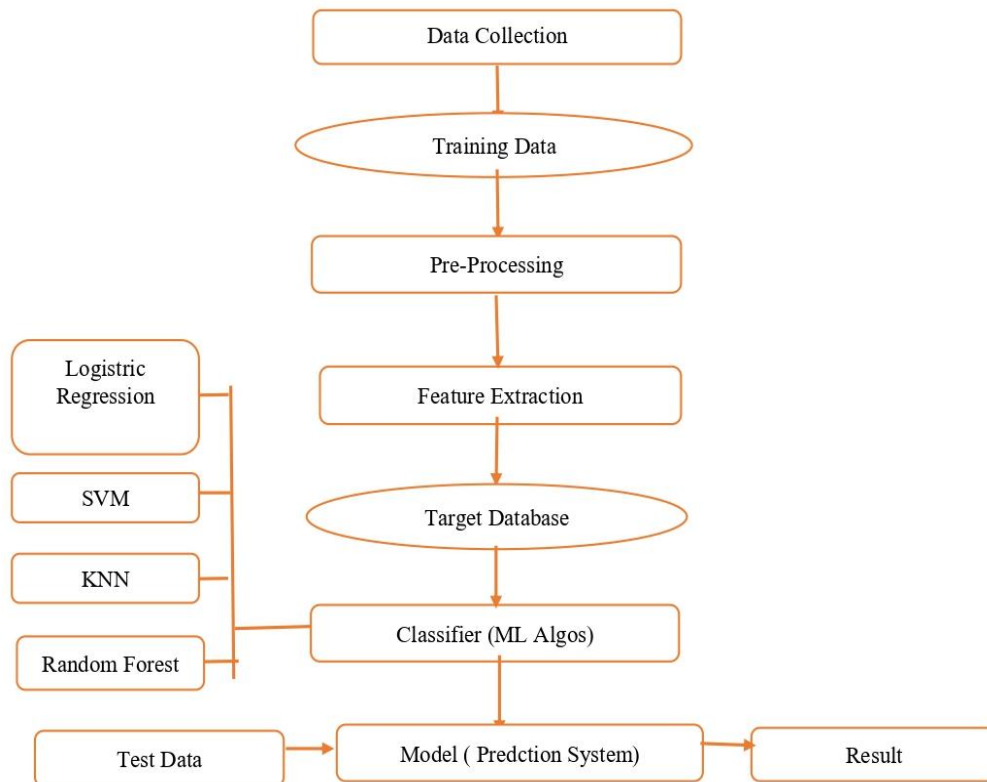 Data Collection
Training Data
Pre-Processing
Feature Extraction
Target Database
Classifier (ML Algos)
Logistric
Regression
SVM
KNN
Random Forest
Test Data
Model ( Predction System)
Result